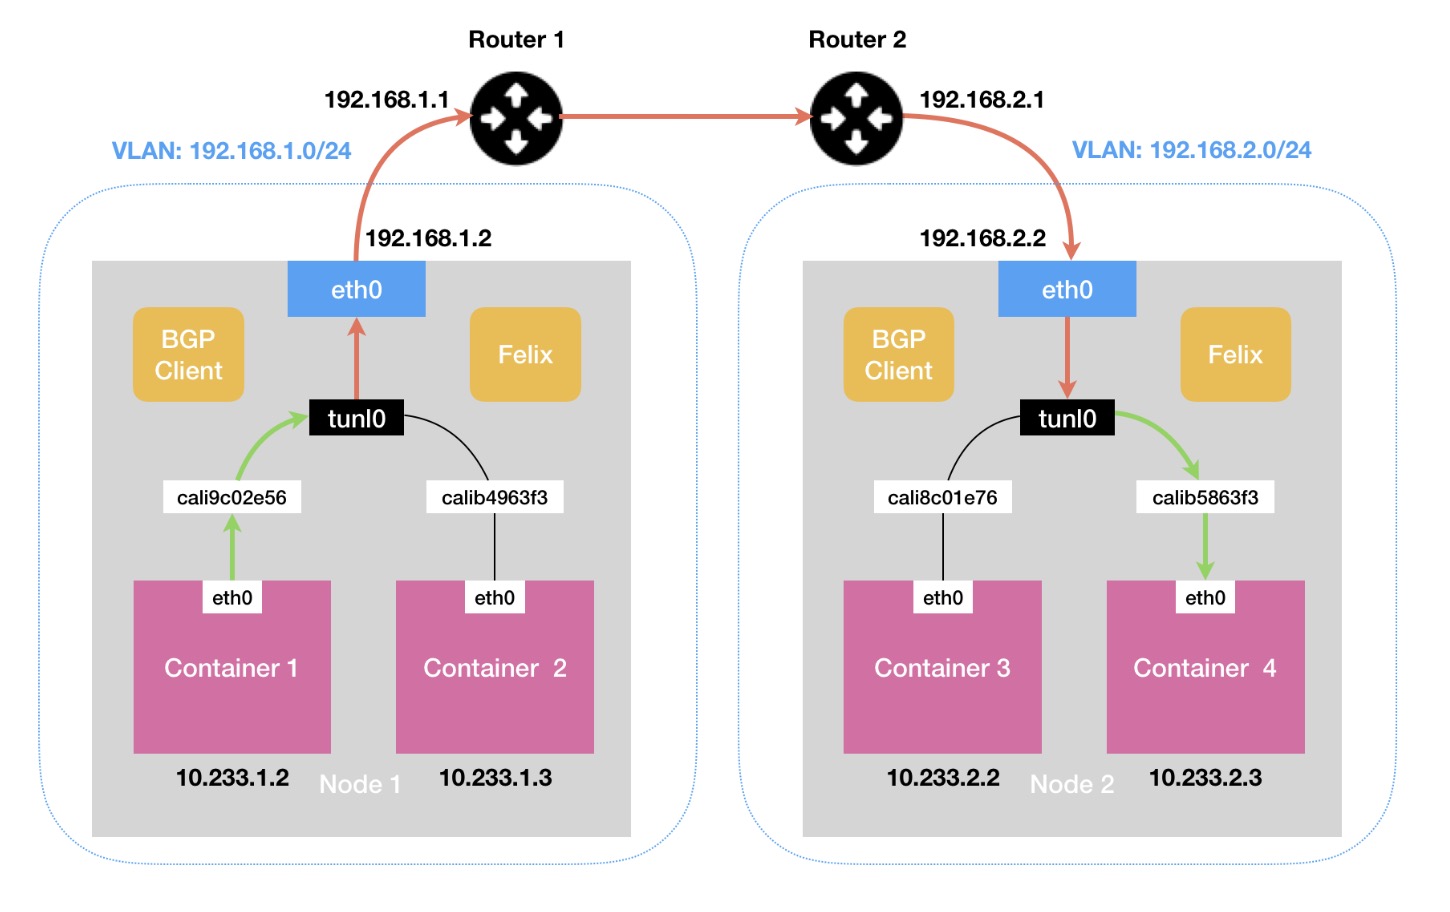 Router 1
Router 2
192.168.1.1
192.168.2.1
VLAN: 192.168.1.0/24
VLAN: 192.168.2.0/24
192.168.1.2
192.168.2.2
eth0
eth0
BGP
Client
Felix
BGP
Client
Felix
tunl0
tunl0
cali9c02e56
calib4963f3
cali8c01e76
calib5863f3
eth0
eth0
eth0
eth0
Container 1
Container 2
Container 3
Container 4
10.233.1.2
Node 1
10.233.1.3
10.233.2.2
Node 2
10.233.2.3